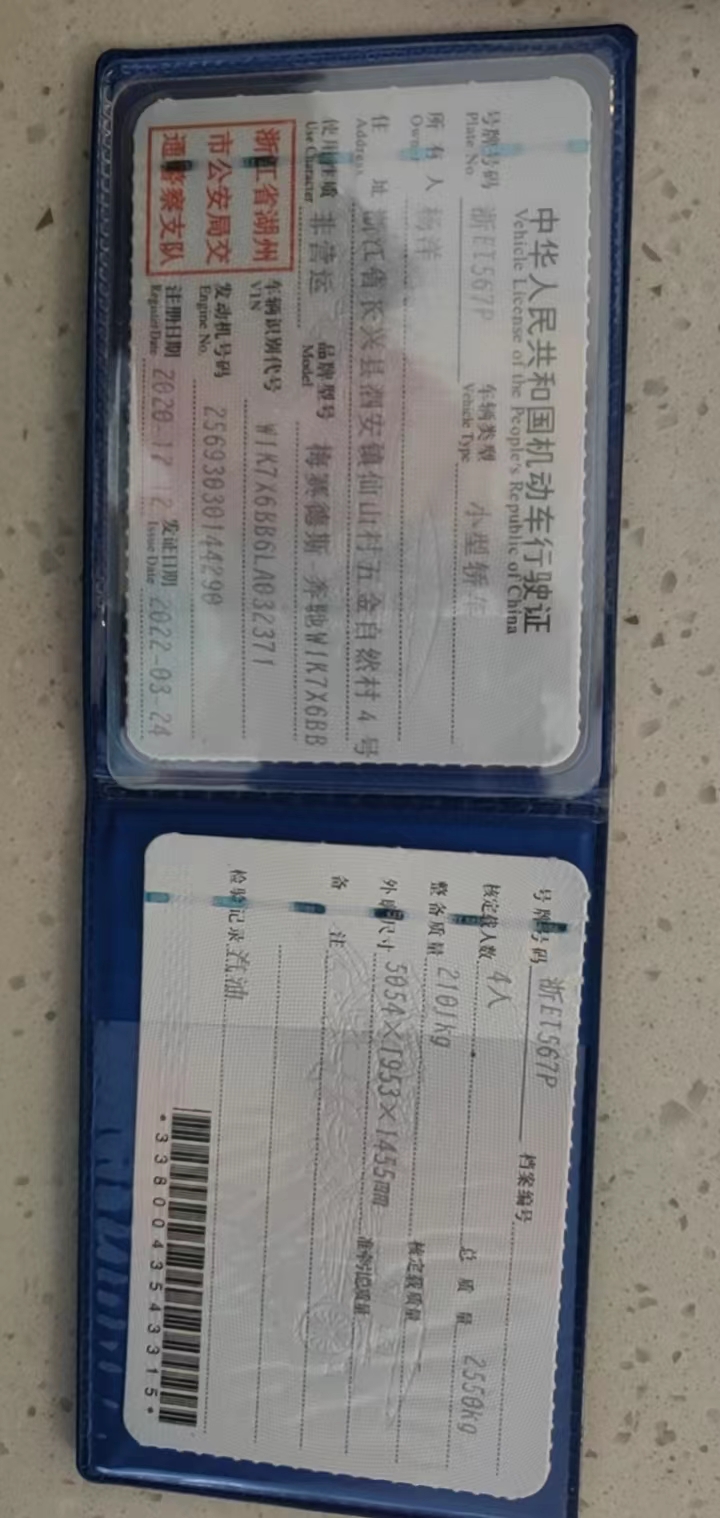 中华人民共和国机动车行驶证
Vehicle License of the People's Republic of China
号牌号码 浙EI567P 车辆类型 小型轿车
Plate No. Vehicle Type
所有人 杨洋
Owner
住址 浙江省长兴县泗安镇仙山村五金自然村4号
Address
使用性质 非营运 品牌型号 梅赛德斯-奔驰W1K7X6BB
Use Character Model
浙江省湖州
市公安局交
通警察支队
车辆识别代号 W1K7X6BB6LA032371
VIN
发动机号码 25693030144290
Engine No.
注册日期 发证日期 2022-03-24
Register Date Issue Date
号牌号码 浙EI567P 档案编号
核定载人数 4人 总质量 2550kg
整备质量 2101kg 核定载质量
外廓尺寸 5054×1953×1455mm 准牵引总质量
备注
检验记录 汽油
*3380043543315*